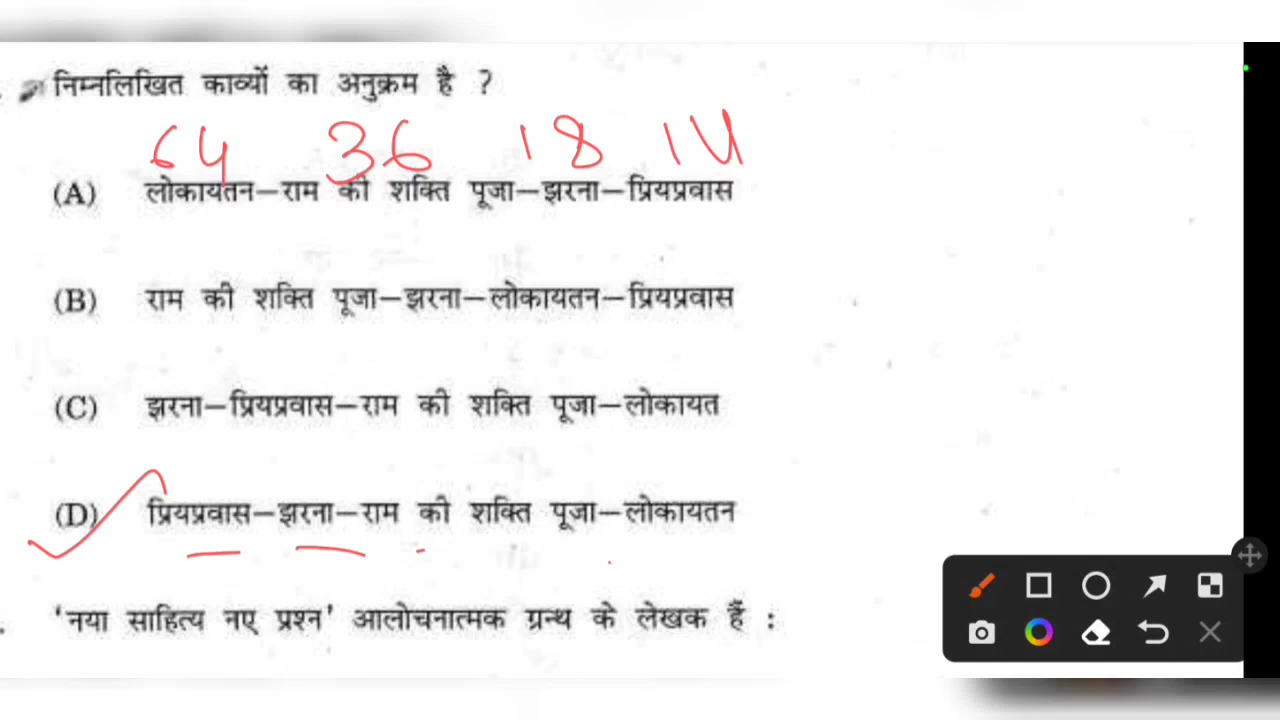 निम्नलिखित काव्यों का अनुक्रम है ?
64 36 18 14
(A) लोकायतन–राम की शक्ति पूजा–झरना–प्रियप्रवास
(B) राम की शक्ति पूजा–झरना–लोकायतन–प्रियप्रवास
(C) झरना–प्रियप्रवास–राम की शक्ति पूजा–लोकायत
(D) प्रियप्रवास–झरना–राम की शक्ति पूजा–लोकायतन
'नया साहित्य नए प्रश्न' आलोचनात्मक ग्रन्थ के लेखक हैं :